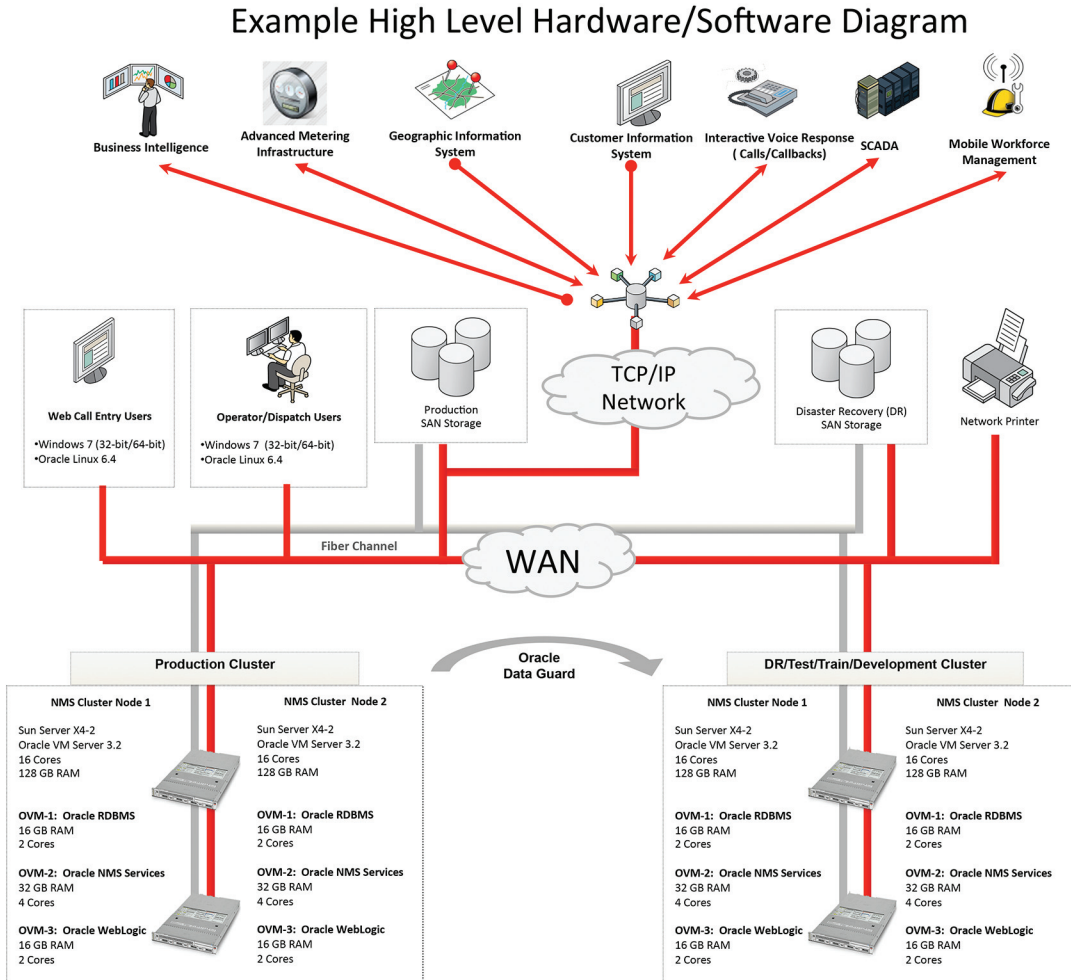 Example High Level Hardware/Software Diagram
Business Intelligence
Advanced Metering
Infrastructure
Geographic Information
System
Customer Information
System
Interactive Voice Response
( Calls/Callbacks)
SCADA
Mobile Workforce
Management
Web Call Entry Users
•Windows 7 (32-bit/64-bit)
•Oracle Linux 6.4
Operator/Dispatch Users
•Windows 7 (32-bit/64-bit)
•Oracle Linux 6.4
Production
SAN Storage
TCP/IP
Network
Disaster Recovery (DR)
SAN Storage
Network Printer
Fiber Channel
WAN
Production Cluster
Oracle
Data Guard
DR/Test/Train/Development Cluster
NMS Cluster Node 1
Sun Server X4-2
Oracle VM Server 3.2
16 Cores
128 GB RAM
OVM-1: Oracle RDBMS
16 GB RAM
2 Cores
OVM-2: Oracle NMS Services
32 GB RAM
4 Cores
OVM-3: Oracle WebLogic
16 GB RAM
2 Cores
NMS Cluster Node 2
Sun Server X4-2
Oracle VM Server 3.2
16 Cores
128 GB RAM
OVM-1: Oracle RDBMS
16 GB RAM
2 Cores
OVM-2: Oracle NMS Services
32 GB RAM
4 Cores
OVM-3: Oracle WebLogic
16 GB RAM
2 Cores
NMS Cluster Node 1
Sun Server X4-2
Oracle VM Server 3.2
16 Cores
128 GB RAM
OVM-1: Oracle RDBMS
16 GB RAM
2 Cores
OVM-2: Oracle NMS Services
32 GB RAM
4 Cores
OVM-3: Oracle WebLogic
16 GB RAM
2 Cores
NMS Cluster Node 2
Sun Server X4-2
Oracle VM Server 3.2
16 Cores
128 GB RAM
OVM-1: Oracle RDBMS
16 GB RAM
2 Cores
OVM-2: Oracle NMS Services
32 GB RAM
4 Cores
OVM-3: Oracle WebLogic
16 GB RAM
2 Cores